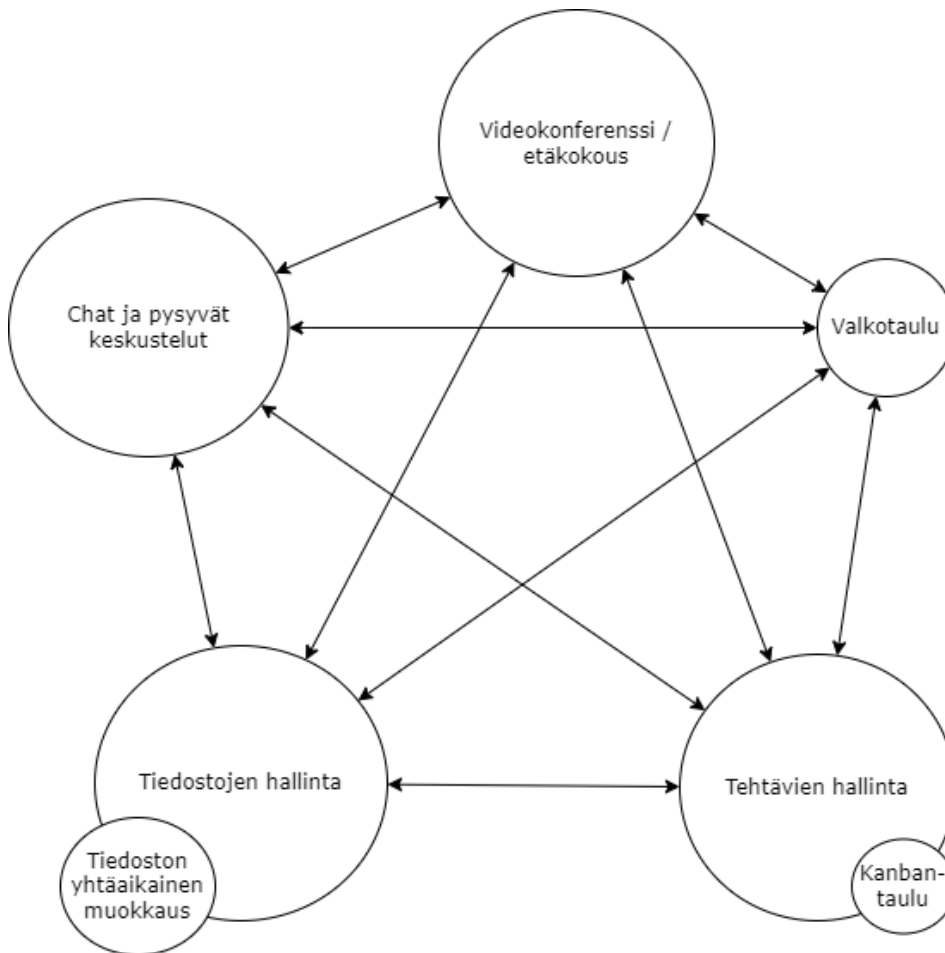 Videokonferenssi /
etäkokous
Chat ja pysyvät
keskustelut
Valkotaulu
Tiedostojen hallinta
Tehtävien hallinta
Tiedoston
yhtäaikainen
muokkaus
Kanban-
taulu